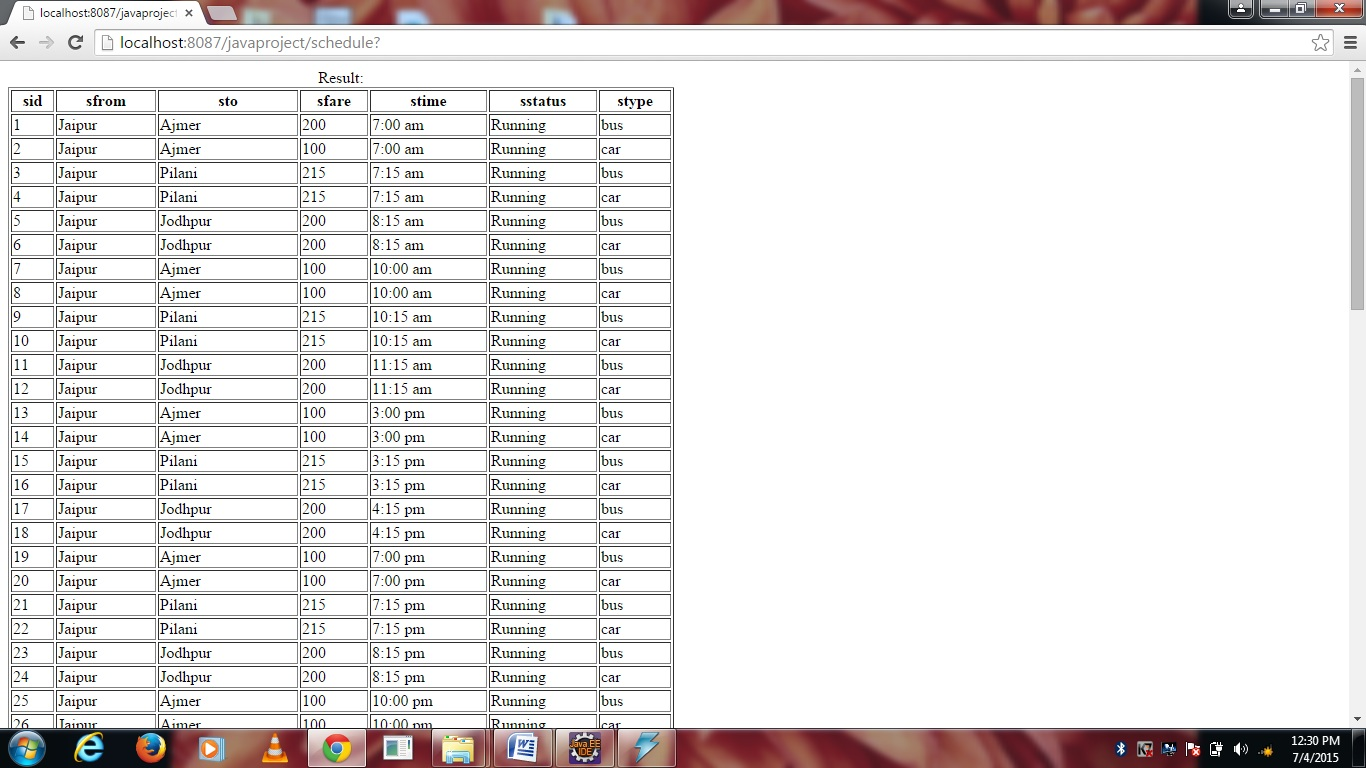 localhost:8087/javaproject
localhost:8087/javaproject/schedule?
Result:
sid sfrom sto sfare stime sstatus stype
1 Jaipur Ajmer 200 7:00 am Running bus
2 Jaipur Ajmer 100 7:00 am Running car
3 Jaipur Pilani 215 7:15 am Running bus
4 Jaipur Pilani 215 7:15 am Running car
5 Jaipur Jodhpur 200 8:15 am Running bus
6 Jaipur Jodhpur 200 8:15 am Running car
7 Jaipur Ajmer 100 10:00 am Running bus
8 Jaipur Ajmer 100 10:00 am Running car
9 Jaipur Pilani 215 10:15 am Running bus
10 Jaipur Pilani 215 10:15 am Running car
11 Jaipur Jodhpur 200 11:15 am Running bus
12 Jaipur Jodhpur 200 11:15 am Running car
13 Jaipur Ajmer 100 3:00 pm Running bus
14 Jaipur Ajmer 100 3:00 pm Running car
15 Jaipur Pilani 215 3:15 pm Running bus
16 Jaipur Pilani 215 3:15 pm Running car
17 Jaipur Jodhpur 200 4:15 pm Running bus
18 Jaipur Jodhpur 200 4:15 pm Running car
19 Jaipur Ajmer 100 7:00 pm Running bus
20 Jaipur Ajmer 100 7:00 pm Running car
21 Jaipur Pilani 215 7:15 pm Running bus
22 Jaipur Pilani 215 7:15 pm Running car
23 Jaipur Jodhpur 200 8:15 pm Running bus
24 Jaipur Jodhpur 200 8:15 pm Running car
25 Jaipur Ajmer 100 10:00 pm Running bus
26 Jaipur Ajmer 100 10:00 pm Running car
Java EE
IDE
12:30 PM
7/4/2015